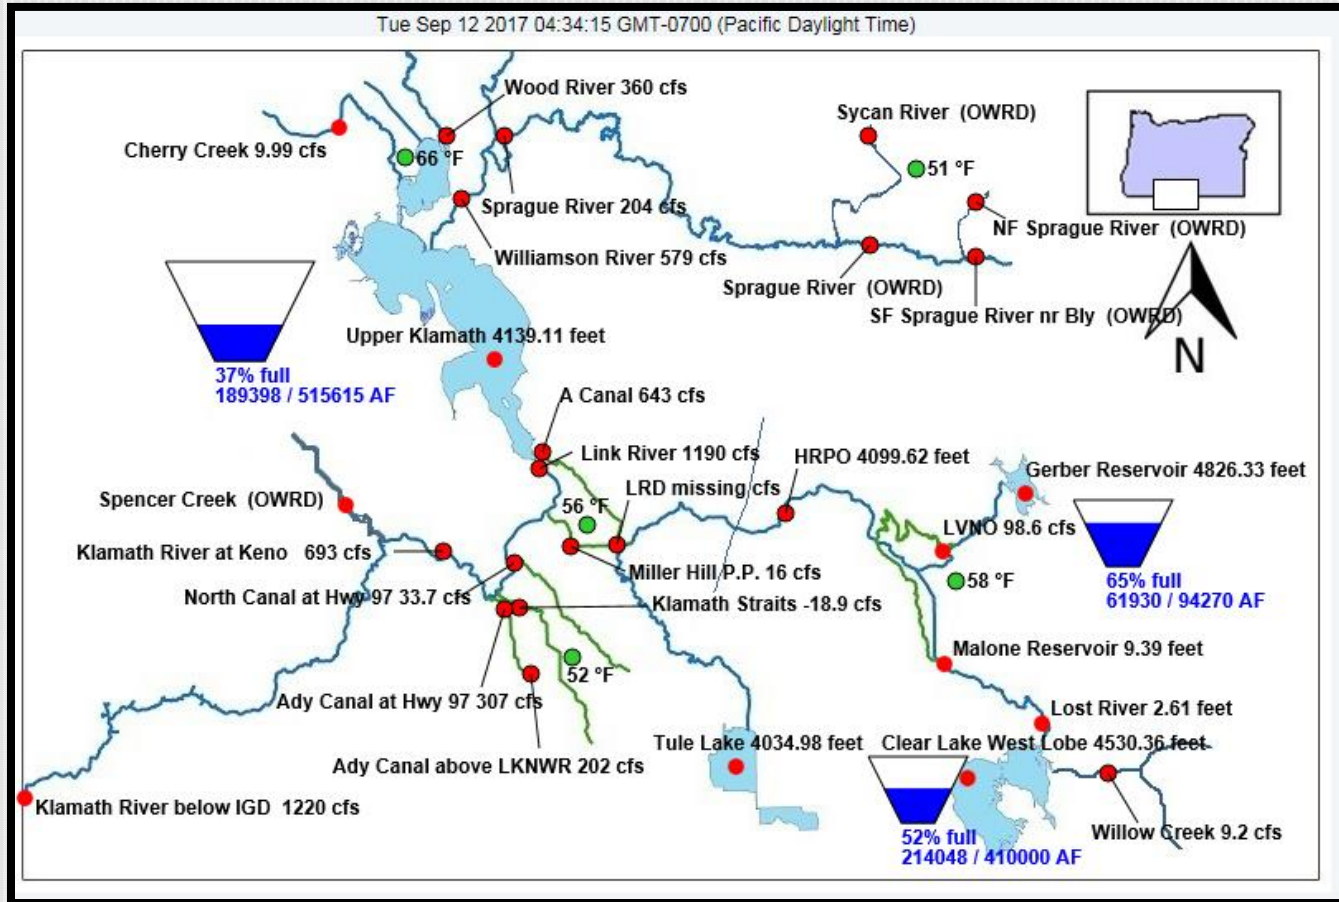 Tue Sep 12 2017 04:34:15 GMT-0700 (Pacific Daylight Time)
Wood River 360 cfs
Sycan River (OWRD)
Cherry Creek 9.99 cfs
66 °F
51 °F
Sprague River 204 cfs
NF Sprague River (OWRD)
Williamson River 579 cfs
Sprague River (OWRD)
SF Sprague River nr Bly (OWRD)
N
Upper Klamath 4139.11 feet
37% full
189398 / 515615 AF
A Canal 643 cfs
Link River 1190 cfs
HRPO 4099.62 feet
Gerber Reservoir 4826.33 feet
LRD missing cfs
Spencer Creek (OWRD)
56 °F
LVNO 98.6 cfs
Klamath River at Keno 693 cfs
Miller Hill P.P. 16 cfs
58 °F
65% full
61930 / 94270 AF
North Canal at Hwy 97 33.7 cfs
Klamath Straits -18.9 cfs
Malone Reservoir 9.39 feet
52 °F
Ady Canal at Hwy 97 307 cfs
Lost River 2.61 feet
Tule Lake 4034.98 feet
Clear Lake West Lobe 4530.36 feet
Ady Canal above LKNWR 202 cfs
Klamath River below IGD 1220 cfs
Willow Creek 9.2 cfs
52% full
214048 / 410000 AF